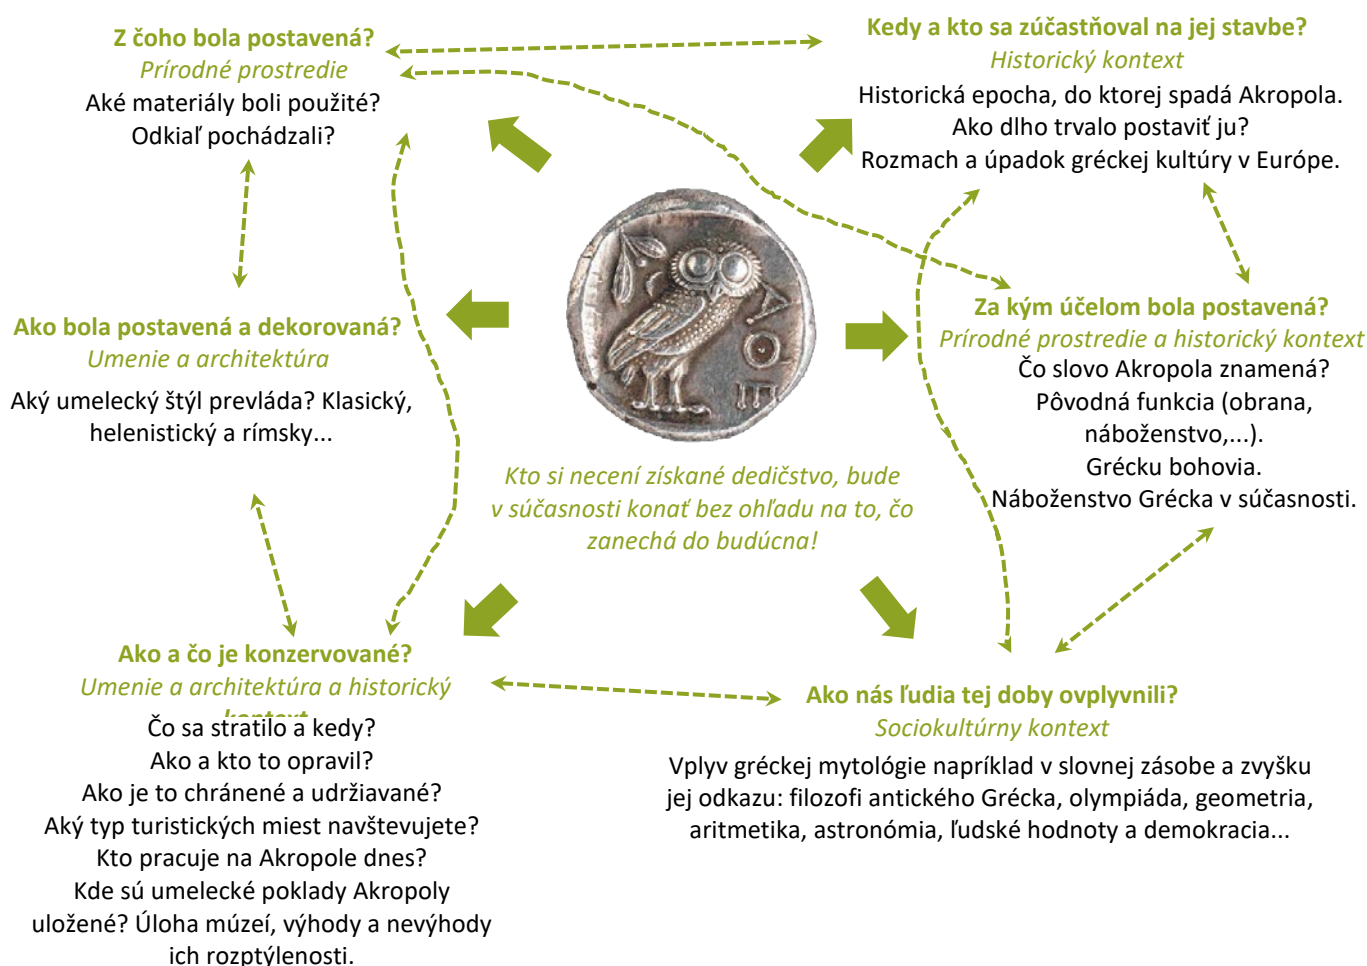 Z čoho bola postavená?
Prírodné prostredie
Aké materiály boli použité?
Odkiaľ pochádzali?
Kedy a kto sa zúčastňoval na jej stavbe?
Historický kontext
Historická epocha, do ktorej spadá Akropola.
Ako dlho trvalo postaviť ju?
Rozmach a úpadok gréckej kultúry v Európe.
Ako bola postavená a dekorovaná?
Umenie a architektúra
Aký umelecký štýl prevláda? Klasický,
helenistický a rímsky...
ΑΘΕ
Za kým účelom bola postavená?
Prírodné prostredie a historický kontext
Čo slovo Akropola znamená?
Pôvodná funkcia (obrana,
náboženstvo,...).
Grécku bohovia.
Náboženstvo Grécka v súčasnosti.
Kto si necení získané dedičstvo, bude
v súčasnosti konať bez ohľadu na to, čo
zanechá do budúcna!
Ako a čo je konzervované?
Umenie a architektúra a historický
kontext
Čo sa stratilo a kedy?
Ako a kto to opravil?
Ako je to chránené a udržiavané?
Aký typ turistických miest navštevujete?
Kto pracuje na Akropole dnes?
Kde sú umelecké poklady Akropoly
uložené? Úloha múzeí, výhody a nevýhody
ich rozptýlenosti.
Ako nás ľudia tej doby ovplyvnili?
Sociokultúrny kontext
Vplyv gréckej mytológie napríklad v slovnej zásobe a zvyšku
jej odkazu: filozofi antického Grécka, olympiáda, geometria,
aritmetika, astronómia, ľudské hodnoty a demokracia...